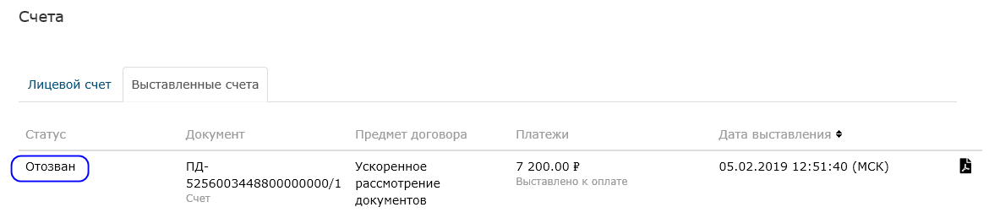 Счета
Лицевой счет Выставленные счета
Статус Документ Предмет договора Платежи Дата выставления
Отозван ПД- Ускоренное 7 200.00 ₽ 05.02.2019 12:51:40 (МСК)
5256003448800000000/1 рассмотрение Выставлено к оплате
Счет документов